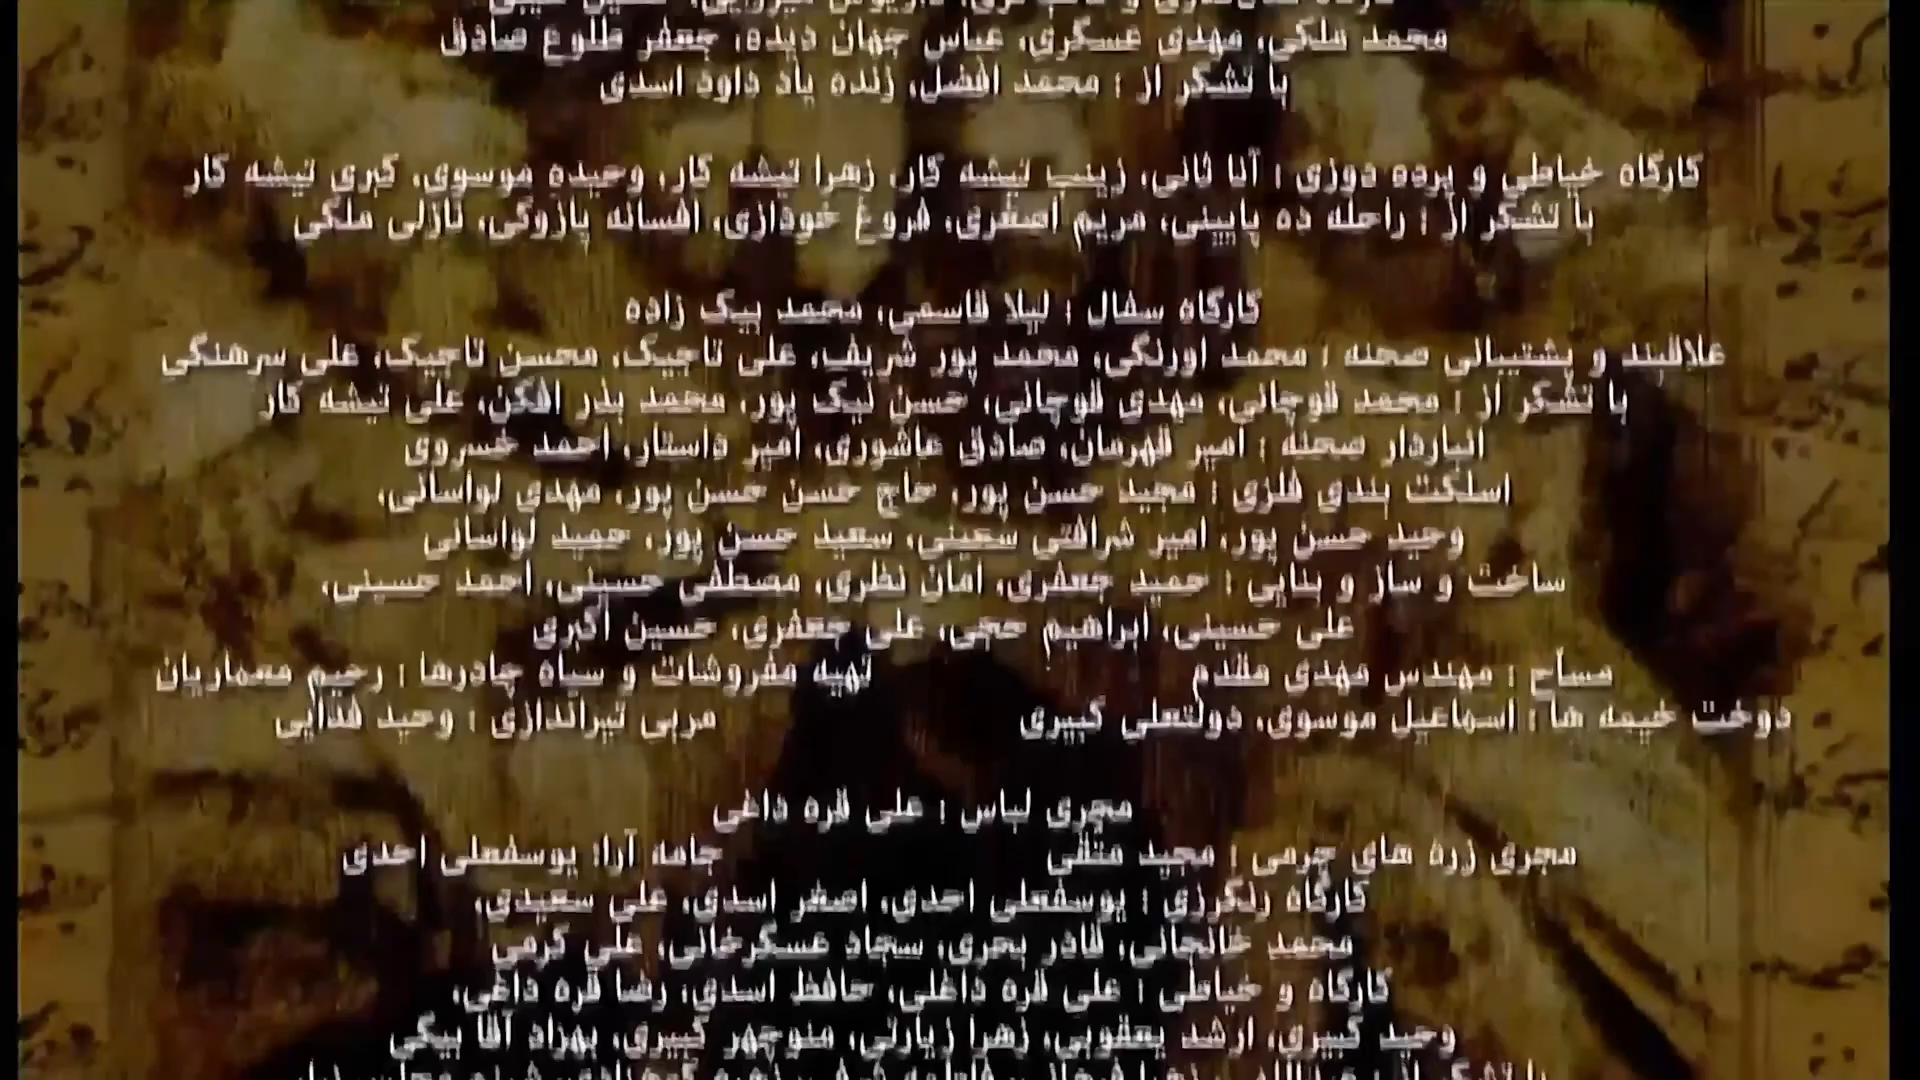 محمد ملکی، مهدی عسگری، عباس جهان دیده، جعفر طلوع صادق
با تشکر از : محمد افضل، زنده یاد داود اسدی
کارگاه خیاطی و پرده دوزی : آنا ثانی، زینب تیشه کار، زهرا تیشه کار، وحیده موسوی، کبری تیشه کار
با تشکر از : راحله ده پایینی، مریم اصغری، فروغ خودازی، افسانه پازوکی، نازلی ملکی
کارگاه سفال : لیلا قاسمی، محمد بیک زاده
علاقبند و پشتیبانی صحنه : محمد اورنگی، محمد پور شریف، علی تاجیک، محسن تاجیک، علی سرهنگی
با تشکر از : محمد قوچانی، مهدی قوچانی، حسن نیک پور، محمد بذر افکن، علی تیشه کار
انباردار صحنه : امیر قهرمان، صادق عاشوری، امیر داستار، احمد خسروی
اسکلت بندی فلزی : مجید حسن پور، حاج حسن حسن پور، مهدی لواسانی،
وحید حسن پور، امیر شرافتی سعینی، سعید حسن پور، حمید لواسانی
ساخت و ساز و بنایی : حمید جعفری، امان نظری، مصطفی حسینی، احمد حسینی،
علی حسینی، ابراهیم حجی، علی جعفری، حسین اکبری
مساح : مهندس مهدی مقدم تهیه مفروشات و سیاه چادرها : رحیم معماریان
دوخت خیمه ها : اسماعیل موسوی، دولتعلی کبیری مربی تیراندازی : وحید فدایی
مجری لباس : علی قره داغی
مجری زره های چرمی : مجید متقی جامه آرا: یوسفعلی احدی
کارگاه رنگرزی : یوسفعلی احدی، اصغر اسدی، علی سعیدی،
محمد خانجانی، قادر بحری، سجاد عسکرخانی، علی کرمی
کارگاه و خیاطی : علی قره داغلی، حافظ اسدی، رضا قره داغی،
وحید کبیری، ارشد یعقوبی، زهرا زیارتی، منوچهر کبیری، بهزاد آقا بیگی